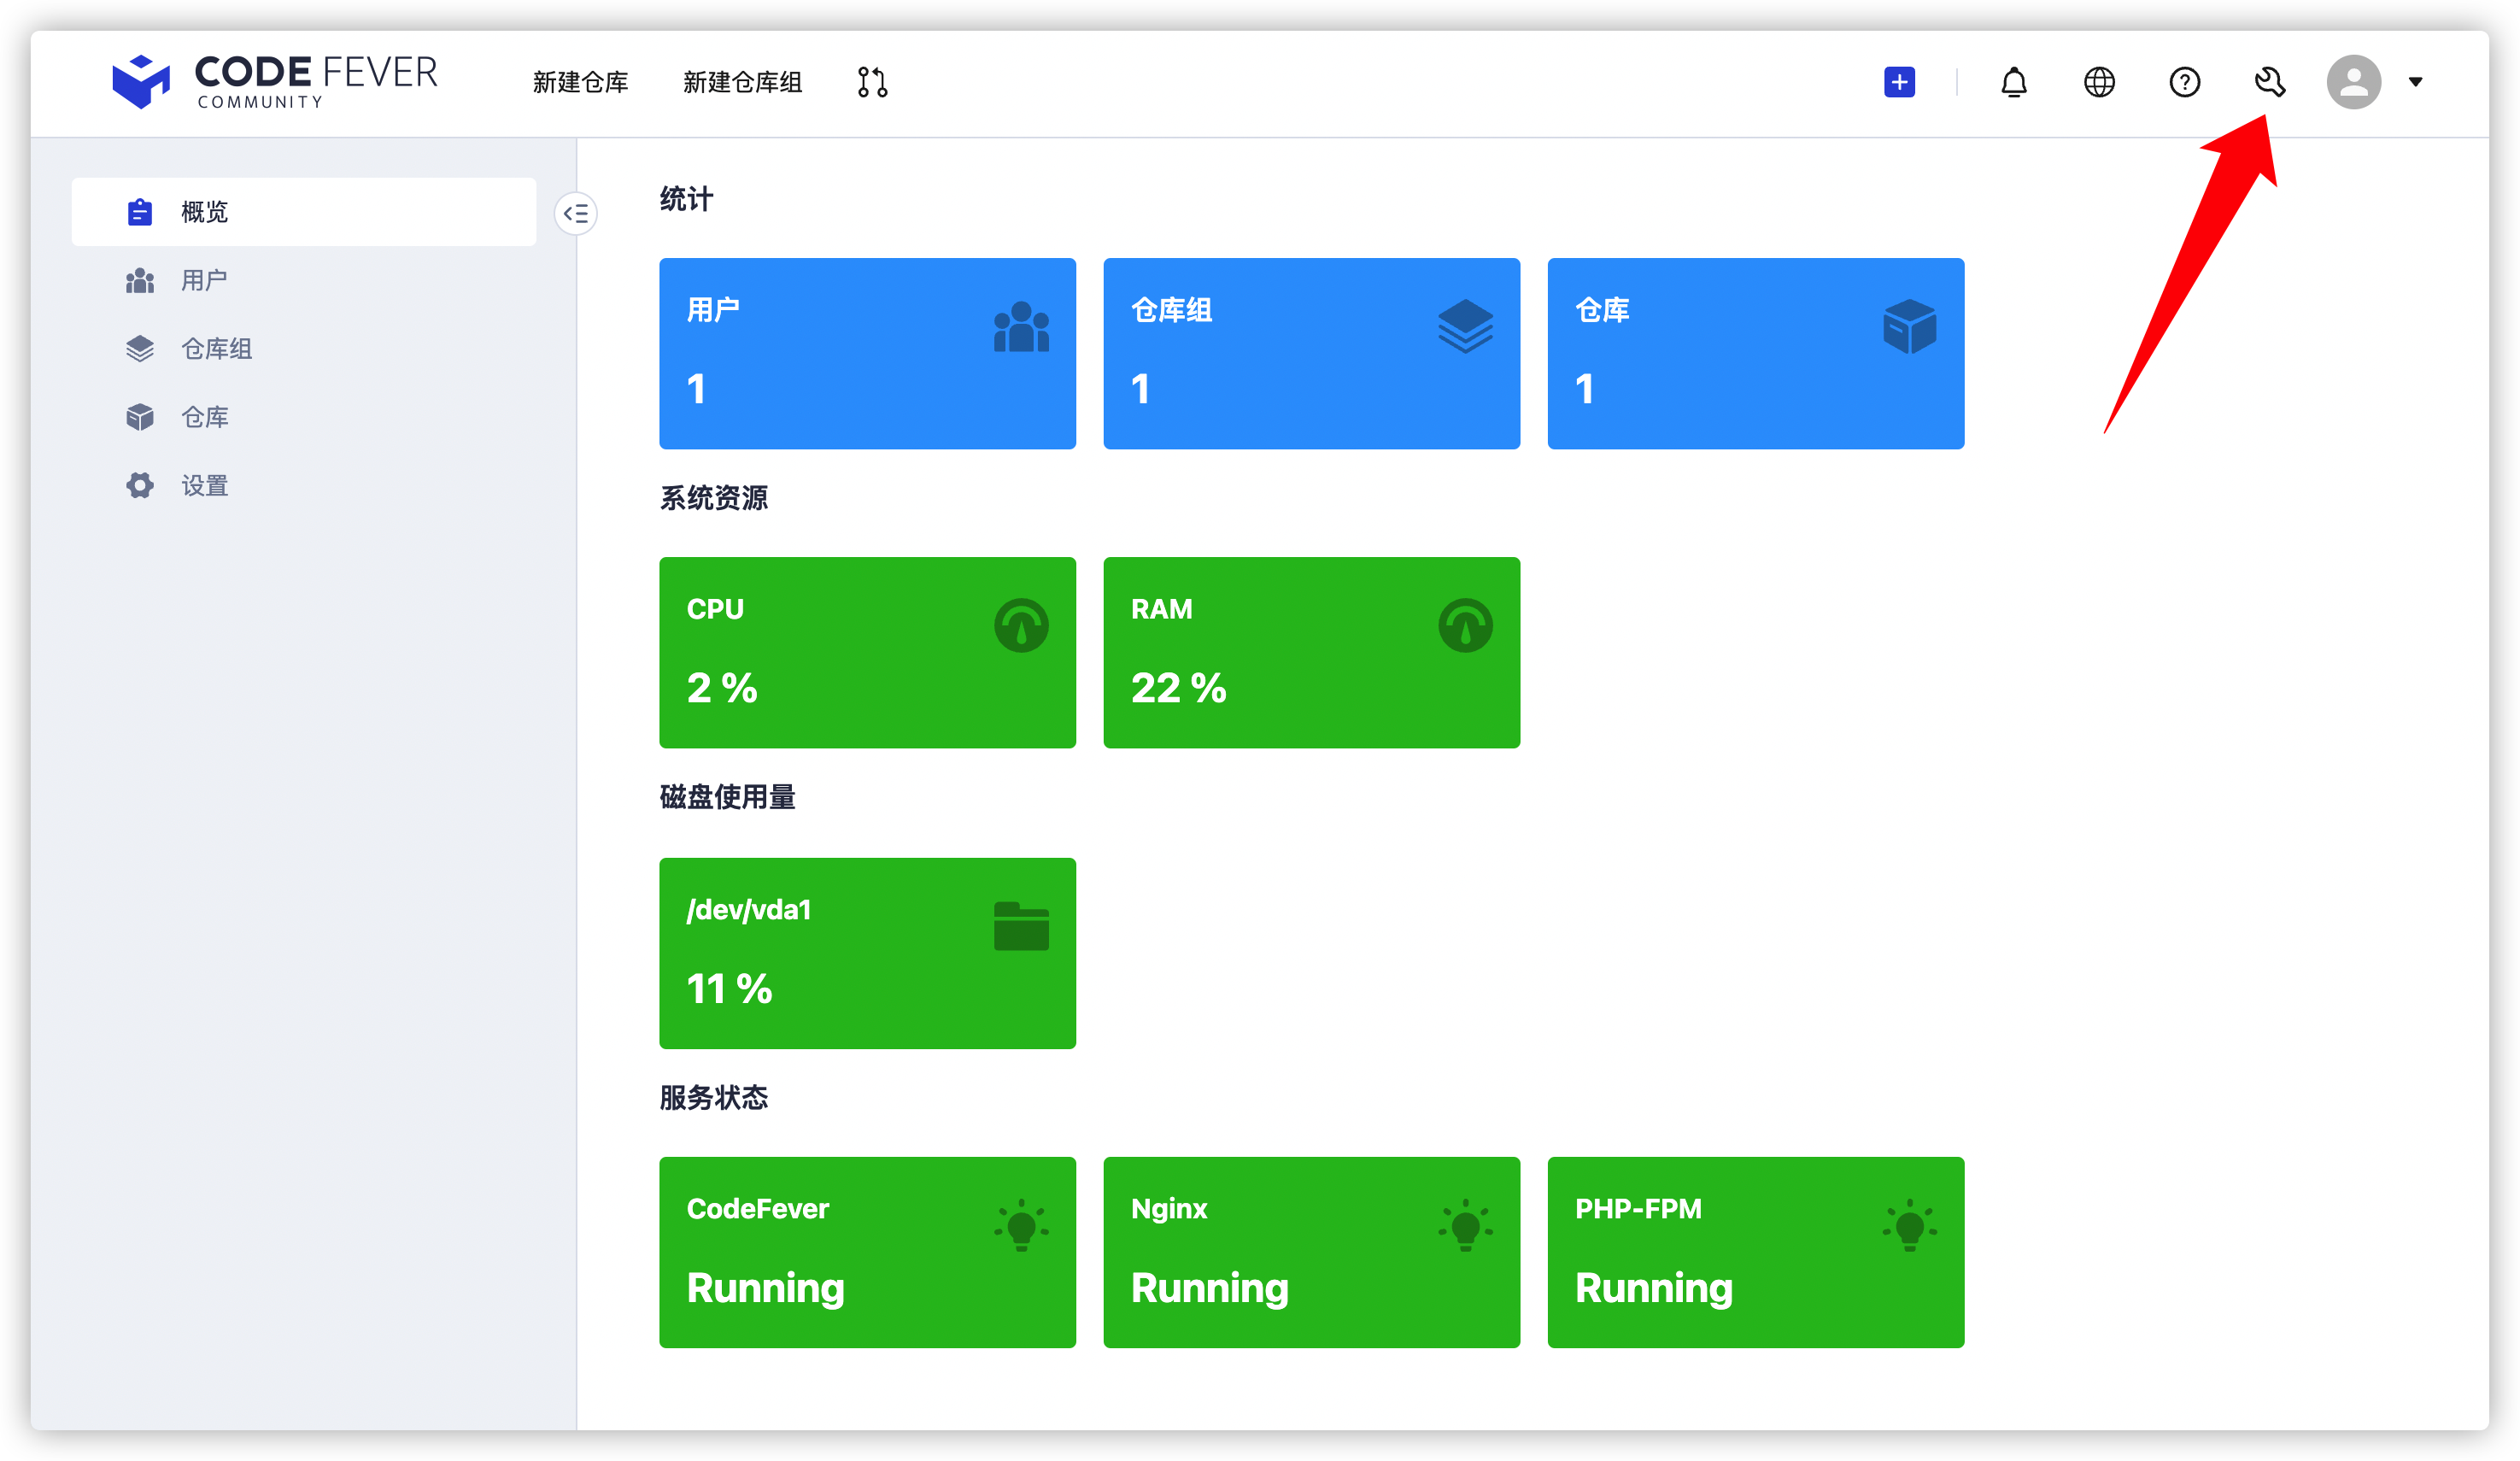 CODE FEVER
COMMUNITY
新建仓库
新建仓库组
概览
用户
仓库组
仓库
设置
统计
用户
1
仓库组
1
仓库
1
系统资源
CPU
2 %
RAM
22 %
磁盘使用量
/dev/vda1
11 %
服务状态
CodeFever
Running
Nginx
Running
PHP-FPM
Running